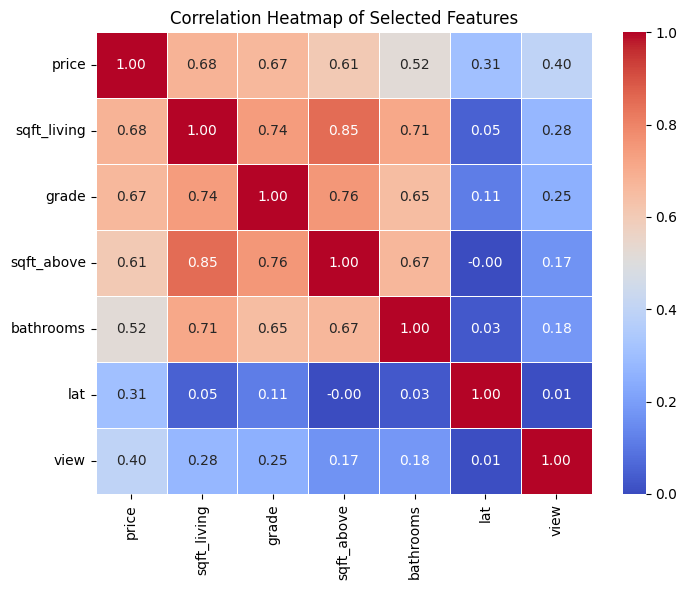 Correlation Heatmap of Selected Features
price 1.00 0.68 0.67 0.61 0.52 0.31 0.40
sqft_living 0.68 1.00 0.74 0.85 0.71 0.05 0.28
grade 0.67 0.74 1.00 0.76 0.65 0.11 0.25
sqft_above 0.61 0.85 0.76 1.00 0.67 -0.00 0.17
bathrooms 0.52 0.71 0.65 0.67 1.00 0.03 0.18
lat 0.31 0.05 0.11 -0.00 0.03 1.00 0.01
view 0.40 0.28 0.25 0.17 0.18 0.01 1.00
price sqft_living grade sqft_above bathrooms lat view
1.0
0.8
0.6
0.4
0.2
0.0